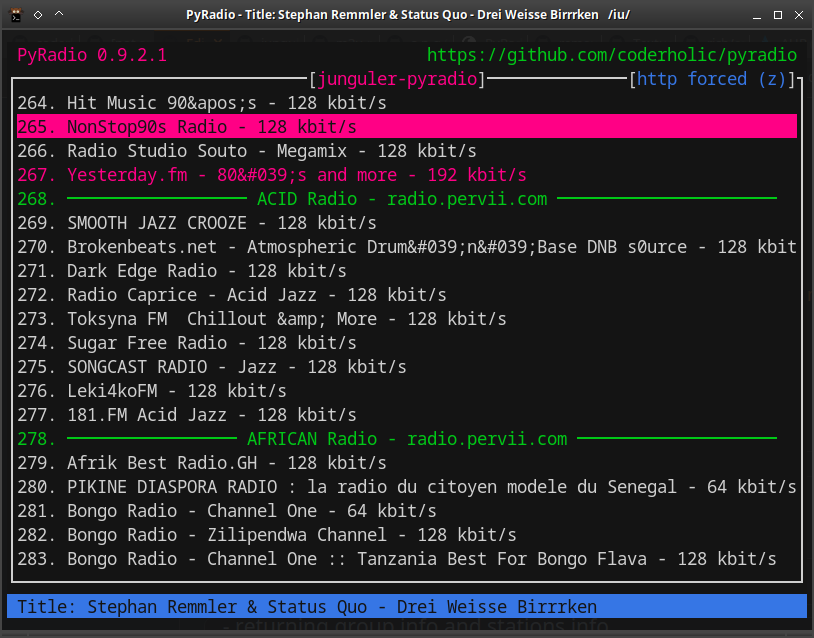 PyRadio - Title: Stephan Remmler & Status Quo - Drei Weisse Birrrken /iu/
PyRadio 0.9.2.1 https://github.com/coderholic/pyradio
[junguler-pyradio] [http forced (z)]
264. Hit Music 90&apos;s - 128 kbit/s
265. NonStop90s Radio - 128 kbit/s
266. Radio Studio Souto - Megamix - 128 kbit/s
267. Yesterday.fm - 80&#039;s and more - 192 kbit/s
268. ACID Radio - radio.pervii.com
269. SMOOTH JAZZ CROOZE - 128 kbit/s
270. Brokenbeats.net - Atmospheric Drum&#039;n&#039;Base DNB s0urce - 128 kbit
271. Dark Edge Radio - 128 kbit/s
272. Radio Caprice - Acid Jazz - 128 kbit/s
273. Toksyna FM  Chillout &amp; More - 128 kbit/s
274. Sugar Free Radio - 128 kbit/s
275. SONGCAST RADIO - Jazz - 128 kbit/s
276. Leki4koFM - 128 kbit/s
277. 181.FM Acid Jazz - 128 kbit/s
278. AFRICAN Radio - radio.pervii.com
279. Afrik Best Radio.GH - 128 kbit/s
280. PIKINE DIASPORA RADIO : la radio du citoyen modele du Senegal - 64 kbit/s
281. Bongo Radio - Channel One - 64 kbit/s
282. Bongo Radio - Zilipendwa Channel - 128 kbit/s
283. Bongo Radio - Channel One :: Tanzania Best For Bongo Flava - 128 kbit/s
Title: Stephan Remmler & Status Quo - Drei Weisse Birrrken
- returning group info and stations info